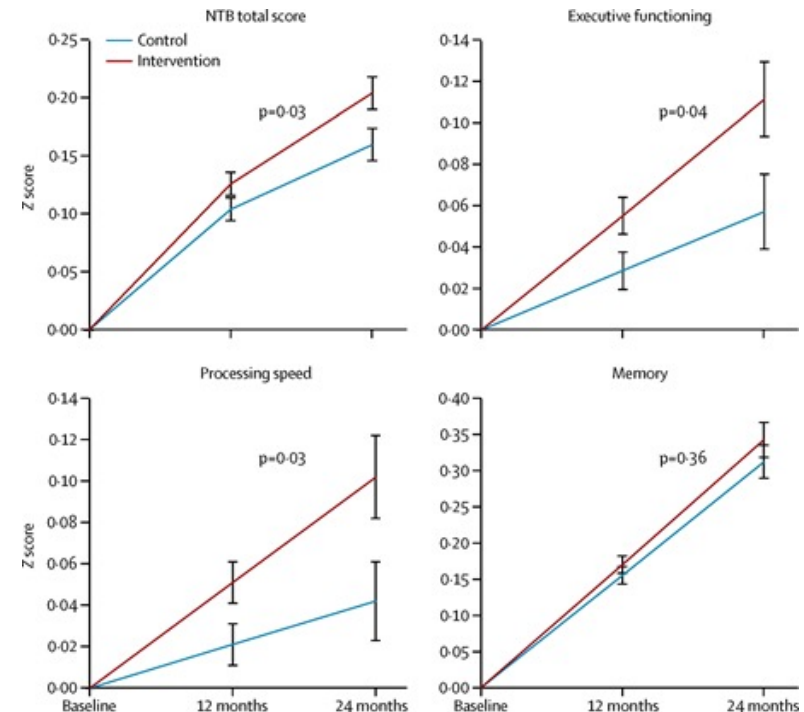 NTB total score
Control
Intervention
p=0·03
Z score
0·25
0·20
0·15
0·10
0·05
0·00
Executive functioning
p=0·04
0·14
0·12
0·10
0·08
0·06
0·04
0·02
0·00
Processing speed
p=0·03
Z score
0·14
0·12
0·10
0·08
0·06
0·04
0·02
0·00
Baseline 12 months 24 months
Memory
p=0·36
0·40
0·35
0·30
0·25
0·20
0·15
0·10
0·05
0·00
Baseline 12 months 24 months